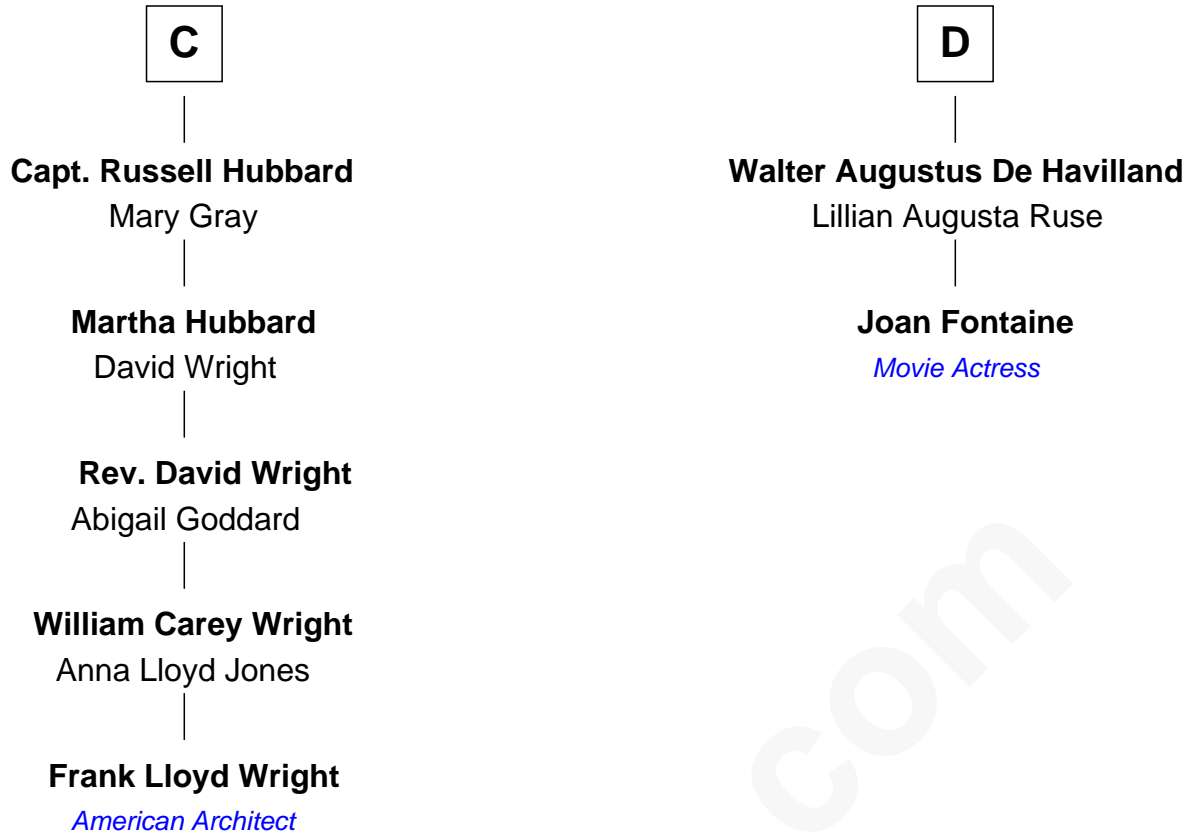 C
Capt. Russell Hubbard
Mary Gray
Martha Hubbard
David Wright
Rev. David Wright
Abigail Goddard
William Carey Wright
Anna Lloyd Jones
Frank Lloyd Wright
American Architect
D
Walter Augustus De Havilland
Lillian Augusta Ruse
Joan Fontaine
Movie Actress
com